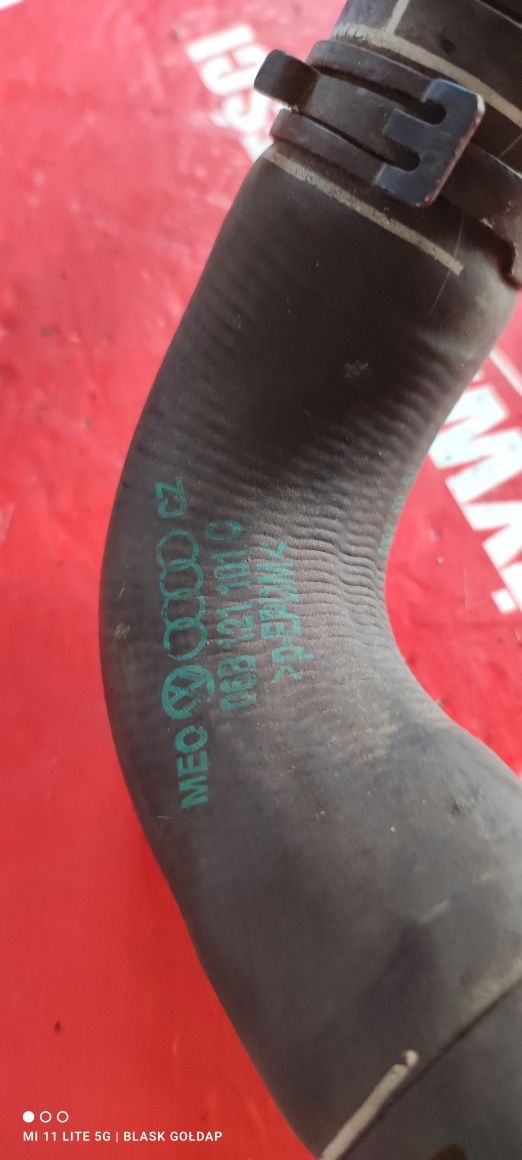 MEO CZ
06B 121 101 G
>p-EPDM<
MI 11 LITE 5G | BLASK GOŁDAP